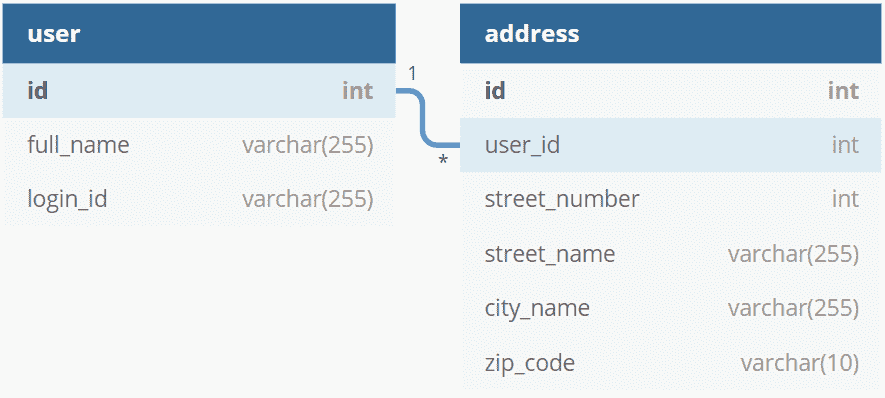 user
id int
full_name varchar(255)
login_id varchar(255)
1
*
address
id int
user_id int
street_number int
street_name varchar(255)
city_name varchar(255)
zip_code varchar(10)